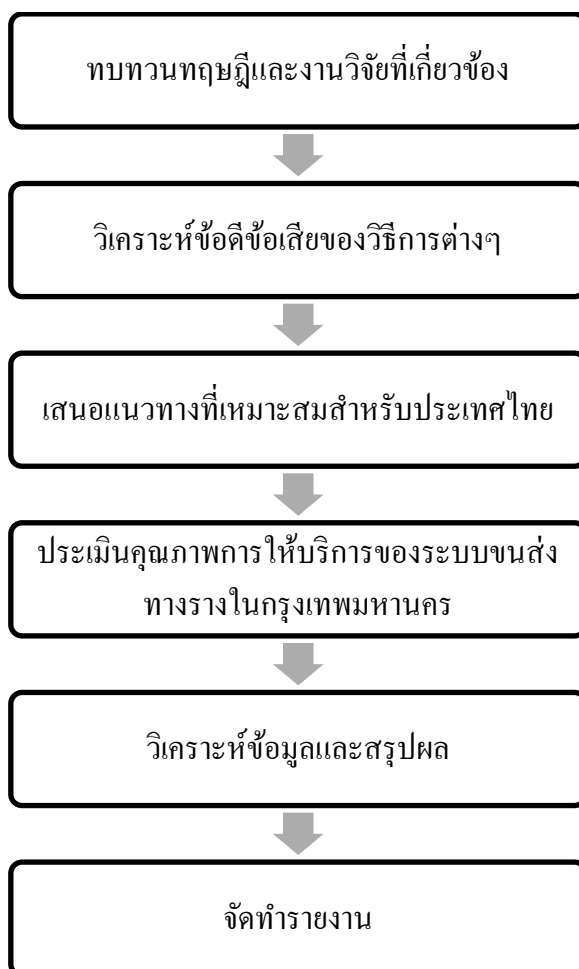 ทบทวนทฤษฎีและงานวิจัยที่เกี่ยวข้อง
วิเคราะห์ข้อดีข้อเสียของวิธีการต่างๆ
เสนอแนวทางที่เหมาะสมสำหรับประเทศไทย
ประเมินคุณภาพการให้บริการของระบบขนส่ง
ทางรางในกรุงเทพมหานคร
วิเคราะห์ข้อมูลและสรุปผล
จัดทำรายงาน